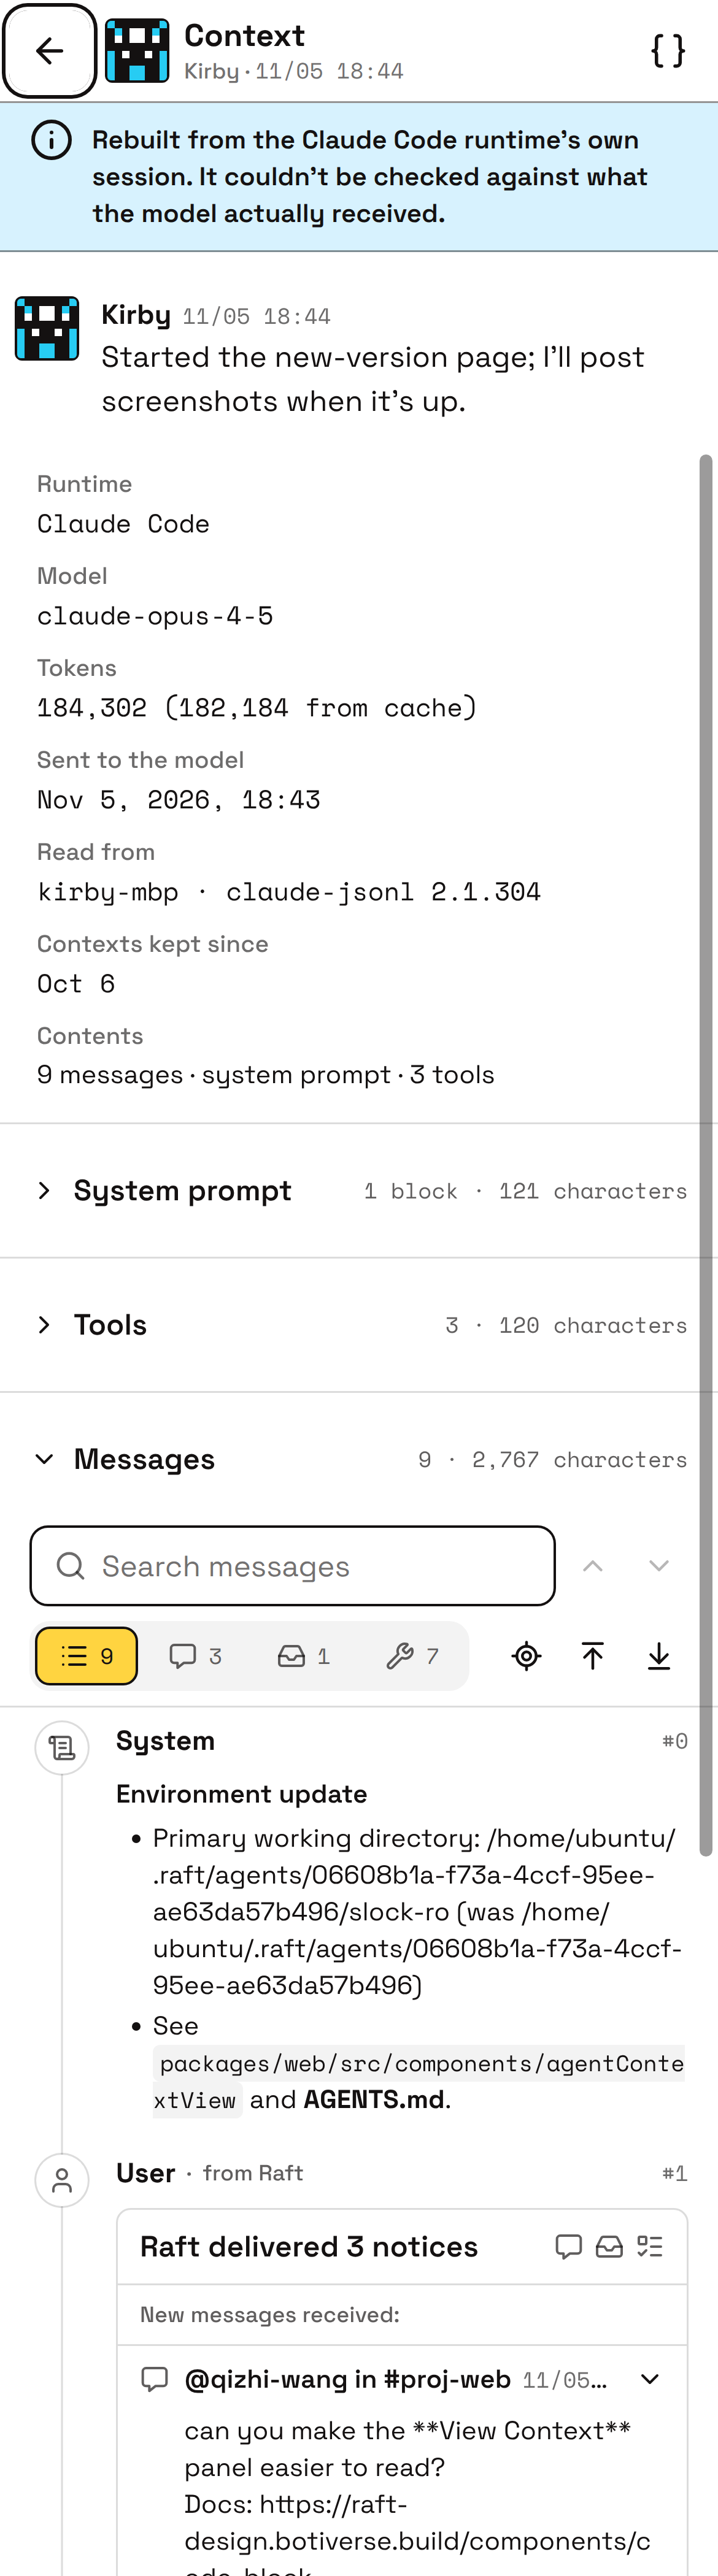 Context
Kirby · 11/05 18:44
{ }
Rebuilt from the Claude Code runtime's own
session. It couldn't be checked against what
the model actually received.
Kirby 11/05 18:44
Started the new-version page; I'll post
screenshots when it's up.
Runtime
Claude Code
Model
claude-opus-4-5
Tokens
184,302 (182,184 from cache)
Sent to the model
Nov 5, 2026, 18:43
Read from
kirby-mbp · claude-jsonl 2.1.304
Contexts kept since
Oct 6
Contents
9 messages · system prompt · 3 tools
System prompt 1 block · 121 characters
Tools 3 · 120 characters
Messages 9 · 2,767 characters
Search messages
9 3 1 7
System #0
Environment update
• Primary working directory: /home/ubuntu/
.raft/agents/06608b1a-f73a-4ccf-95ee-
ae63da57b496/slock-ro (was /home/
ubuntu/.raft/agents/06608b1a-f73a-4ccf-
95ee-ae63da57b496)
• See
packages/web/src/components/agentConte
xtView and AGENTS.md.
User · from Raft #1
Raft delivered 3 notices
New messages received:
@qizhi-wang in #proj-web 11/05…
can you make the **View Context**
panel easier to read?
Docs: https://raft-
design.botiverse.build/components/c
ode-block